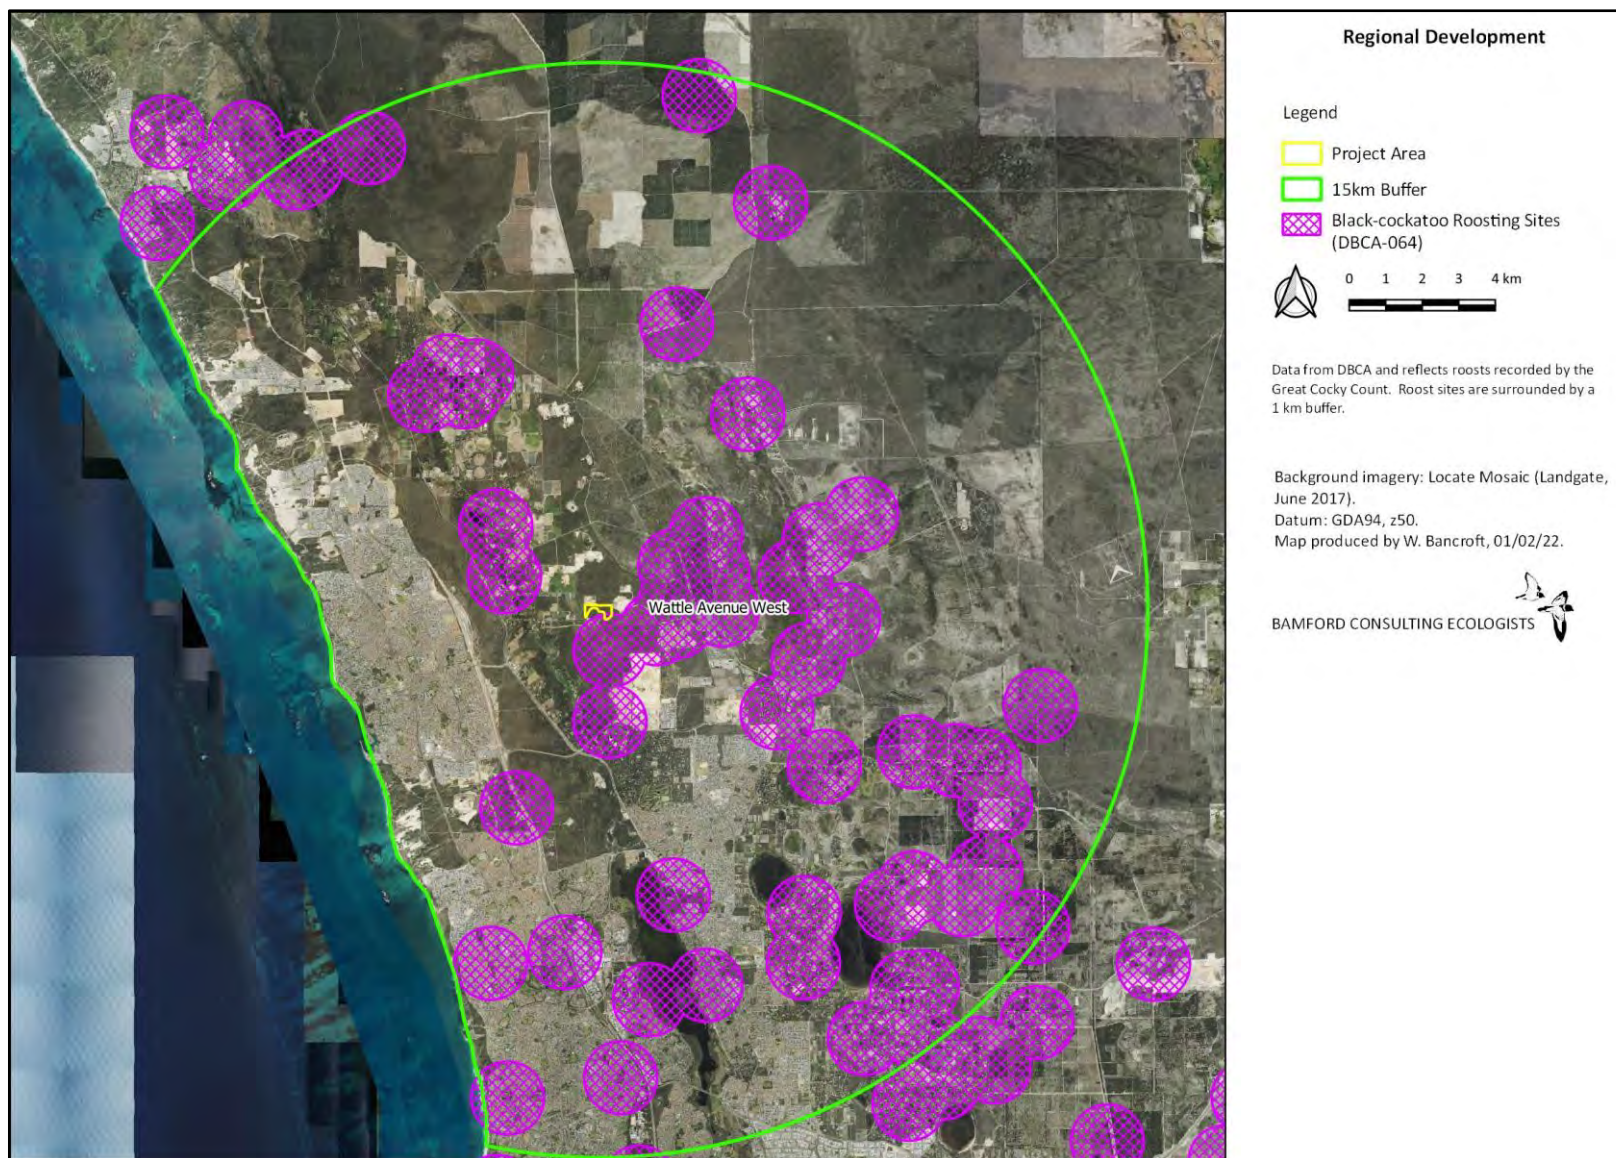 Regional Development
Legend
Project Area
15km Buffer
Black-cockatoo Roosting Sites
(DBCA-064)
0 1 2 3 4 km
Data from DBCA and reflects roosts recorded by the
Great Cocky Count. Roost sites are surrounded by a
1 km buffer.
Background imagery: Locate Mosaic (Landgate,
June 2017).
Datum: GDA94, z50.
Map produced by W. Bancroft, 01/02/22.
BAMFORD CONSULTING ECOLOGISTS
Wattle Avenue West